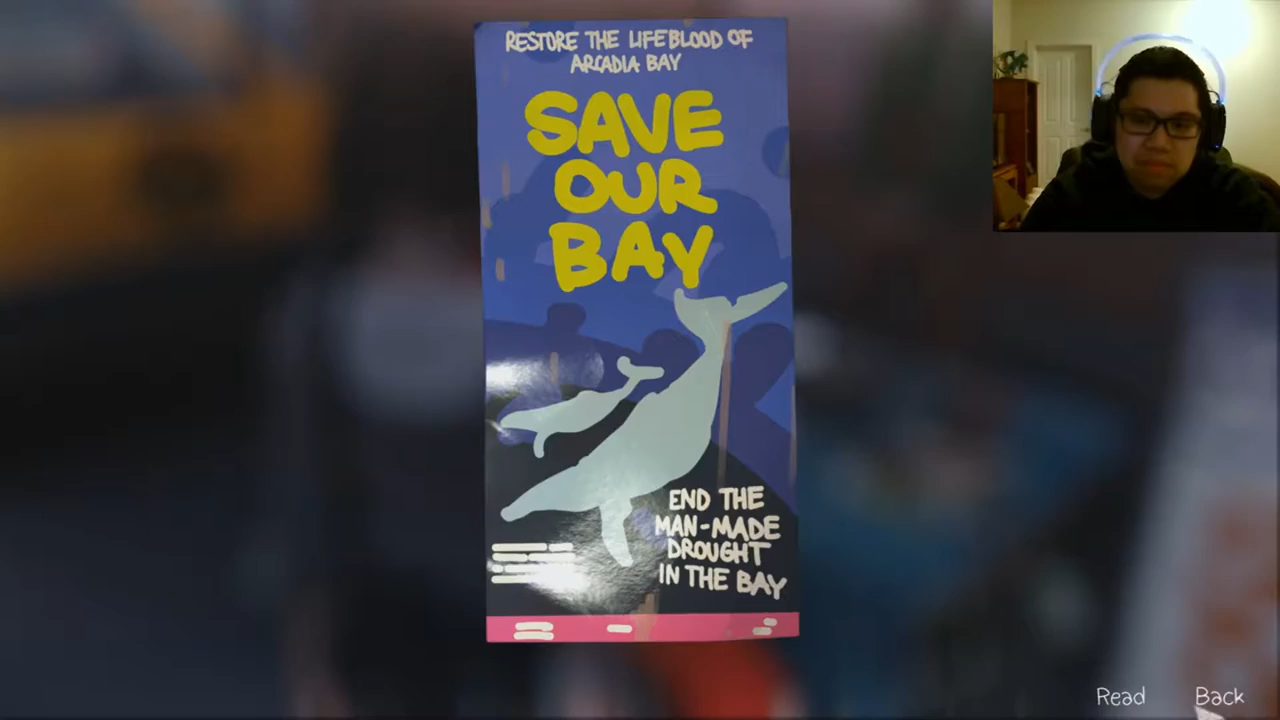 RESTORE THE LIFEBLOOD OF
ARCADIA BAY
SAVE
OUR
BAY
END THE
MAN-MADE
DROUGHT
IN THE BAY
Read Back